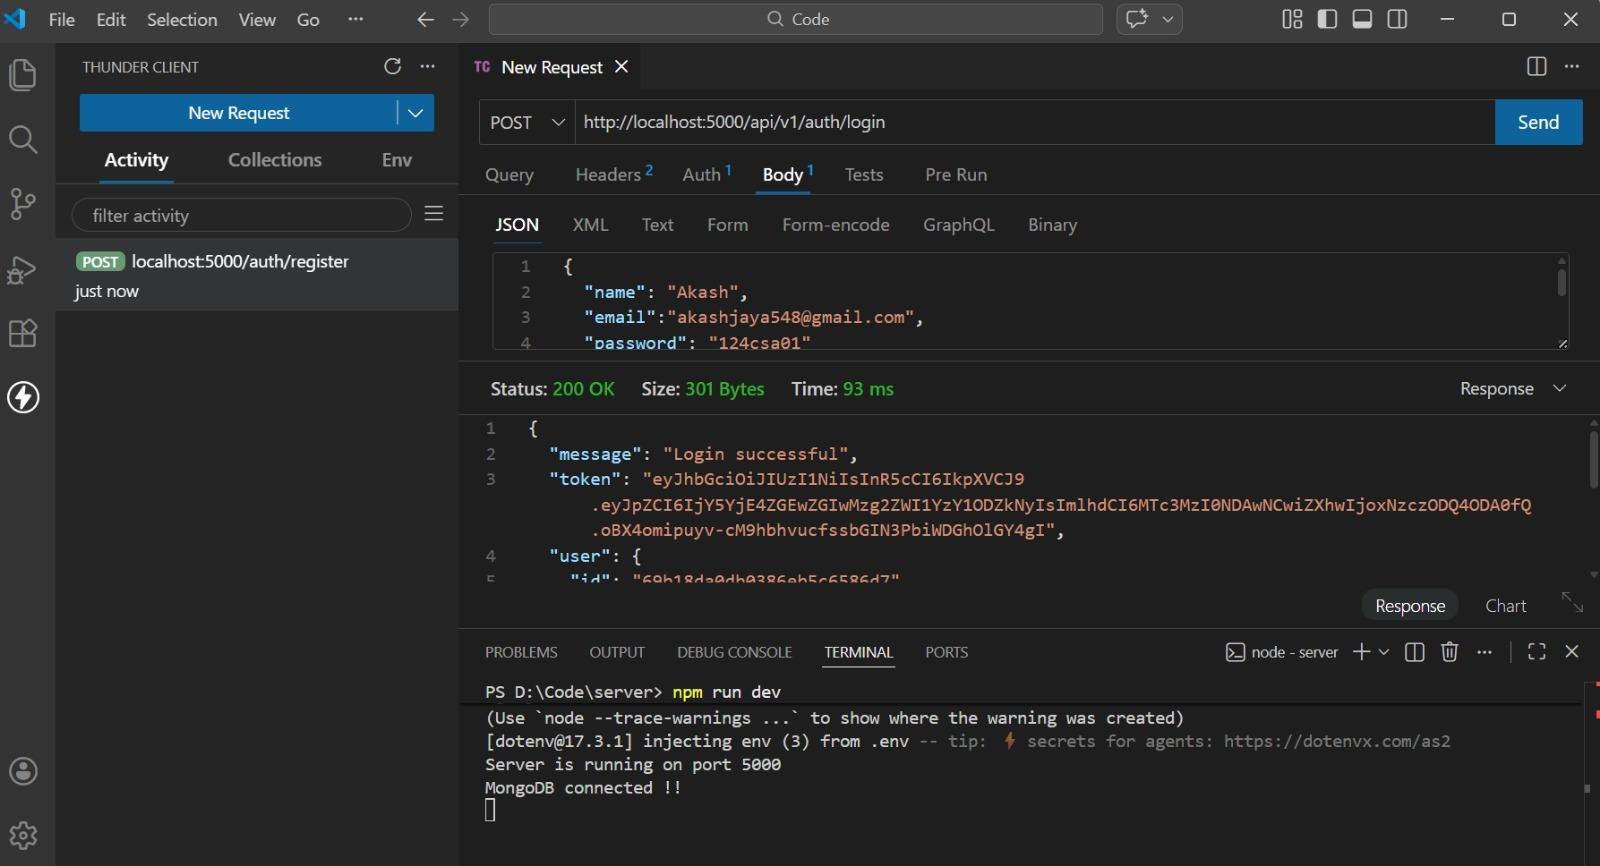 File Edit Selection View Go ··· Code
THUNDER CLIENT
New Request
Activity Collections Env
filter activity
POST localhost:5000/auth/register
just now
TC New Request
POST http://localhost:5000/api/v1/auth/login Send
Query Headers 2 Auth 1 Body 1 Tests Pre Run
JSON XML Text Form Form-encode GraphQL Binary
1 {
2 "name": "Akash",
3 "email":"akashjaya548@gmail.com",
4 "password": "124csa01"
Status: 200 OK Size: 301 Bytes Time: 93 ms Response
1 {
2 "message": "Login successful",
3 "token": "eyJhbGciOiJIUzI1NiIsInR5cCI6IkpXVCJ9
.eyJpZCI6IjY5YjE4ZGEwZGIwMzg2ZWI1YzY1ODZkNyIsImlhdCI6MTc3MzI0NDAwNCwiZXhwIjoxNzczODQ4ODA0fQ
.oBX4omipuyv-cM9hbhvucfssbGIN3PbiWDGhOlGY4gI",
4 "user": {
5 "id": "69b18da0db0386eb5c6586d7"
Response Chart
PROBLEMS OUTPUT DEBUG CONSOLE TERMINAL PORTS node - server
PS D:\Code\server> npm run dev
(Use `node --trace-warnings ...` to show where the warning was created)
[dotenv@17.3.1] injecting env (3) from .env -- tip: ⚡ secrets for agents: https://dotenvx.com/as2
Server is running on port 5000
MongoDB connected !!